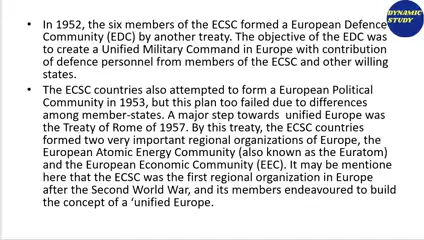 DYNAMIC
STUDY
• In 1952, the six members of the ECSC formed a European Defence
Community (EDC) by another treaty. The objective of the EDC was
to create a Unified Military Command in Europe with contribution
of defence personnel from members of the ECSC and other willing
states.
• The ECSC countries also attempted to form a European Political
Community in 1953, but this plan too failed due to differences
among member-states. A major step towards unified Europe was
the Treaty of Rome of 1957. By this treaty, the ECSC countries
formed two very important regional organizations of Europe, the
European Atomic Energy Community (also known as the Euratom)
and the European Economic Community (EEC). It may be mentione
here that the ECSC was the first regional organization in Europe
after the Second World War, and its members endeavoured to build
the concept of a ‘unified Europe.